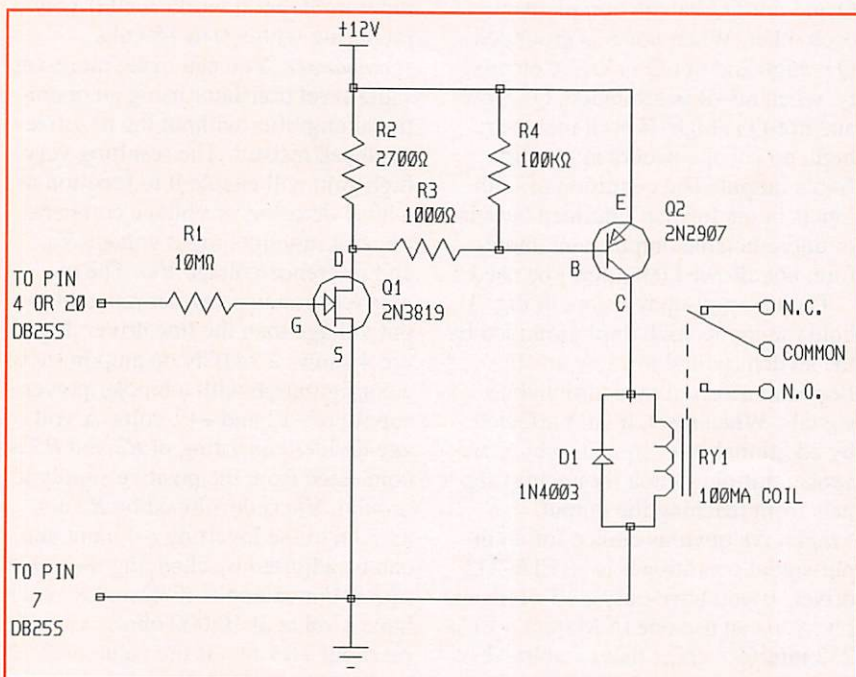 +12V
R2
2700Ω
R4
100KΩ
R3
1000Ω
E
Q2
2N2907
B
C
R1
10MΩ
D
Q1
2N3819
G
S
TO PIN
4 OR 20
DB25S
N.C.
COMMON
N.O.
D1
1N4003
RY1
100MA COIL
TO PIN
7
DB25S